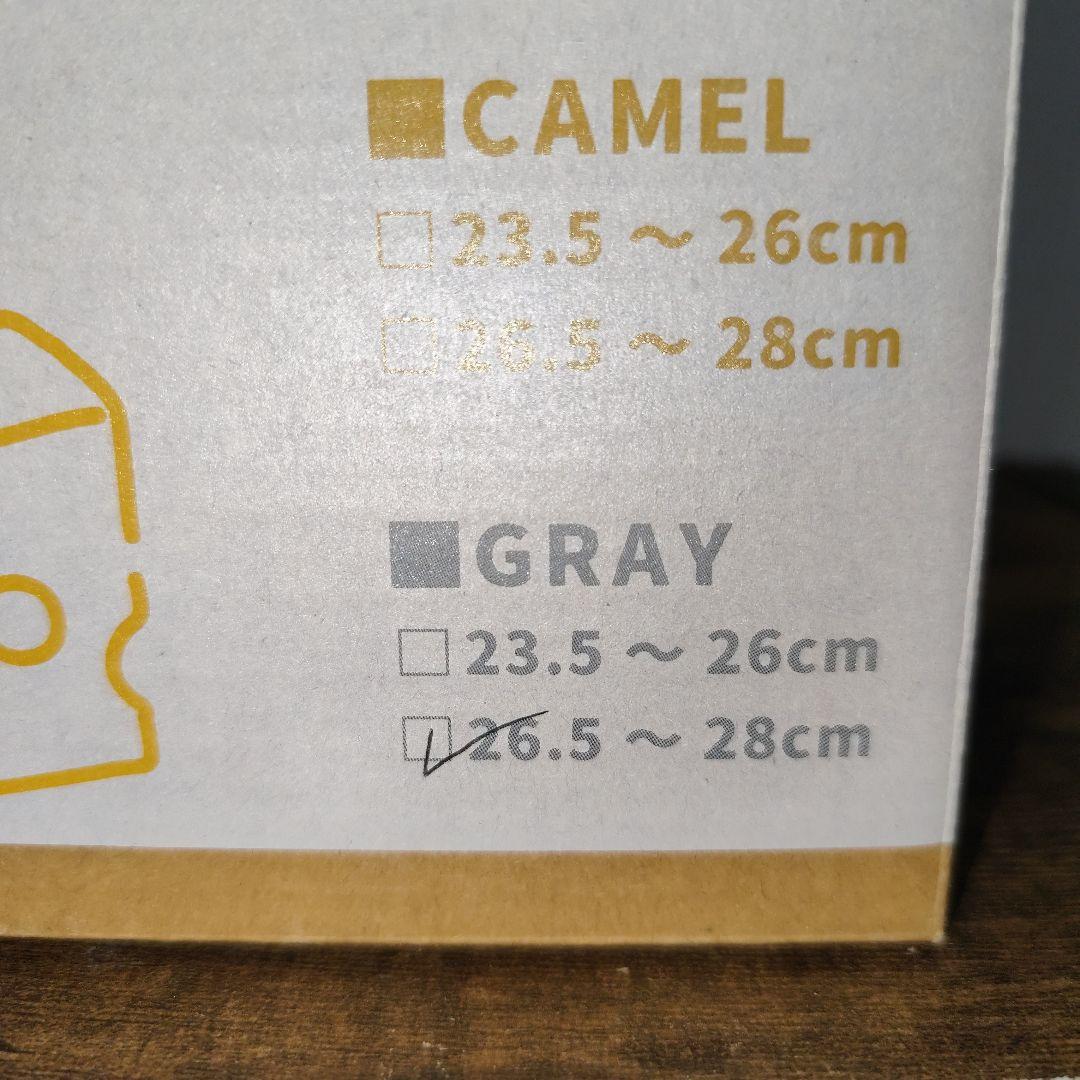 ■CAMEL
□23.5～26cm
□26.5～28cm
■GRAY
□23.5～26cm
☑26.5～28cm